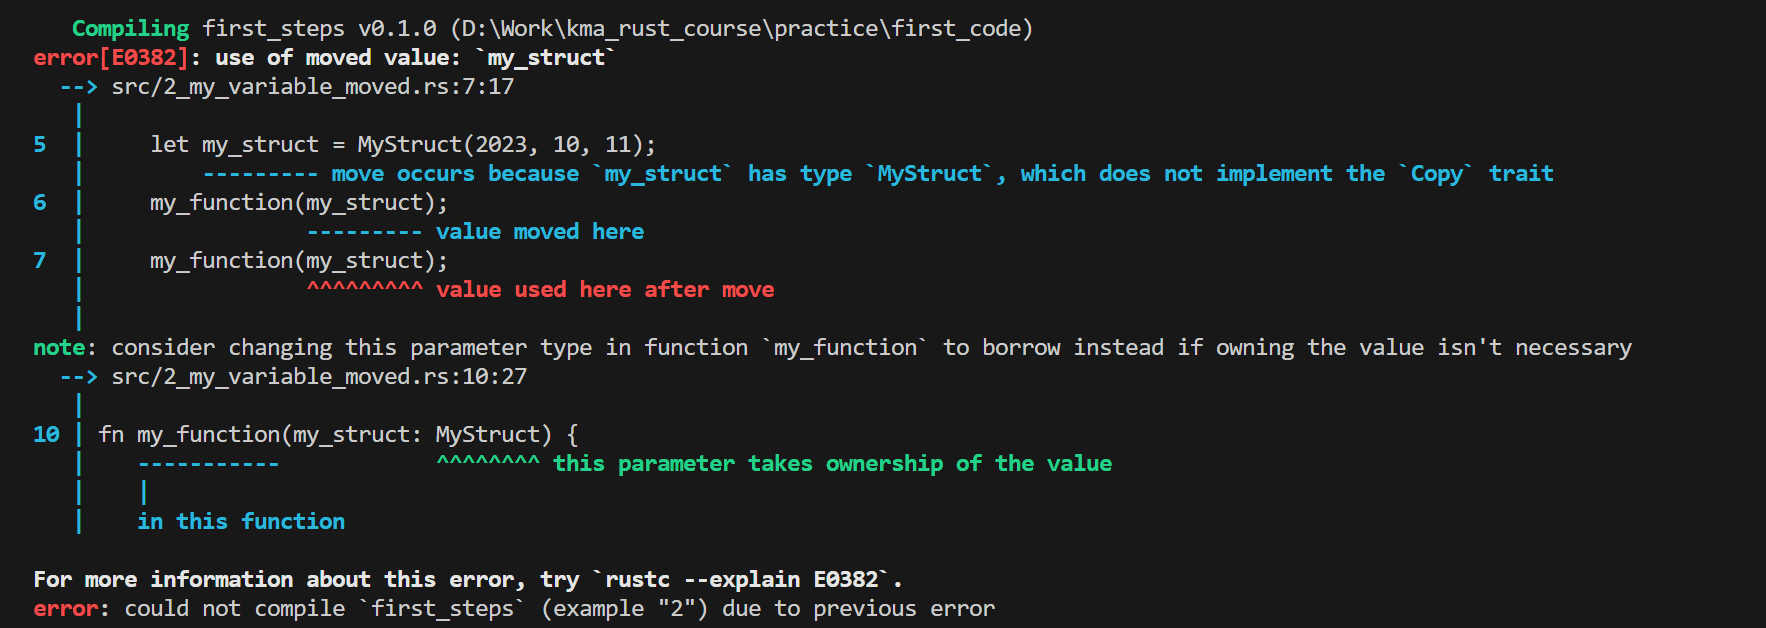 Compiling first_steps v0.1.0 (D:\Work\kma_rust_course\practice\first_code)
error[E0382]: use of moved value: `my_struct`
  --> src/2_my_variable_moved.rs:7:17
   |
5  |     let my_struct = MyStruct(2023, 10, 11);
   |         --------- move occurs because `my_struct` has type `MyStruct`, which does not implement the `Copy` trait
6  |     my_function(my_struct);
   |                 --------- value moved here
7  |     my_function(my_struct);
   |                 ^^^^^^^^^ value used here after move
   |
note: consider changing this parameter type in function `my_function` to borrow instead if owning the value isn't necessary
  --> src/2_my_variable_moved.rs:10:27
   |
10 | fn my_function(my_struct: MyStruct) {
   |    -----------            ^^^^^^^^ this parameter takes ownership of the value
   |    |
   |    in this function

For more information about this error, try `rustc --explain E0382`.
error: could not compile `first_steps` (example "2") due to previous error